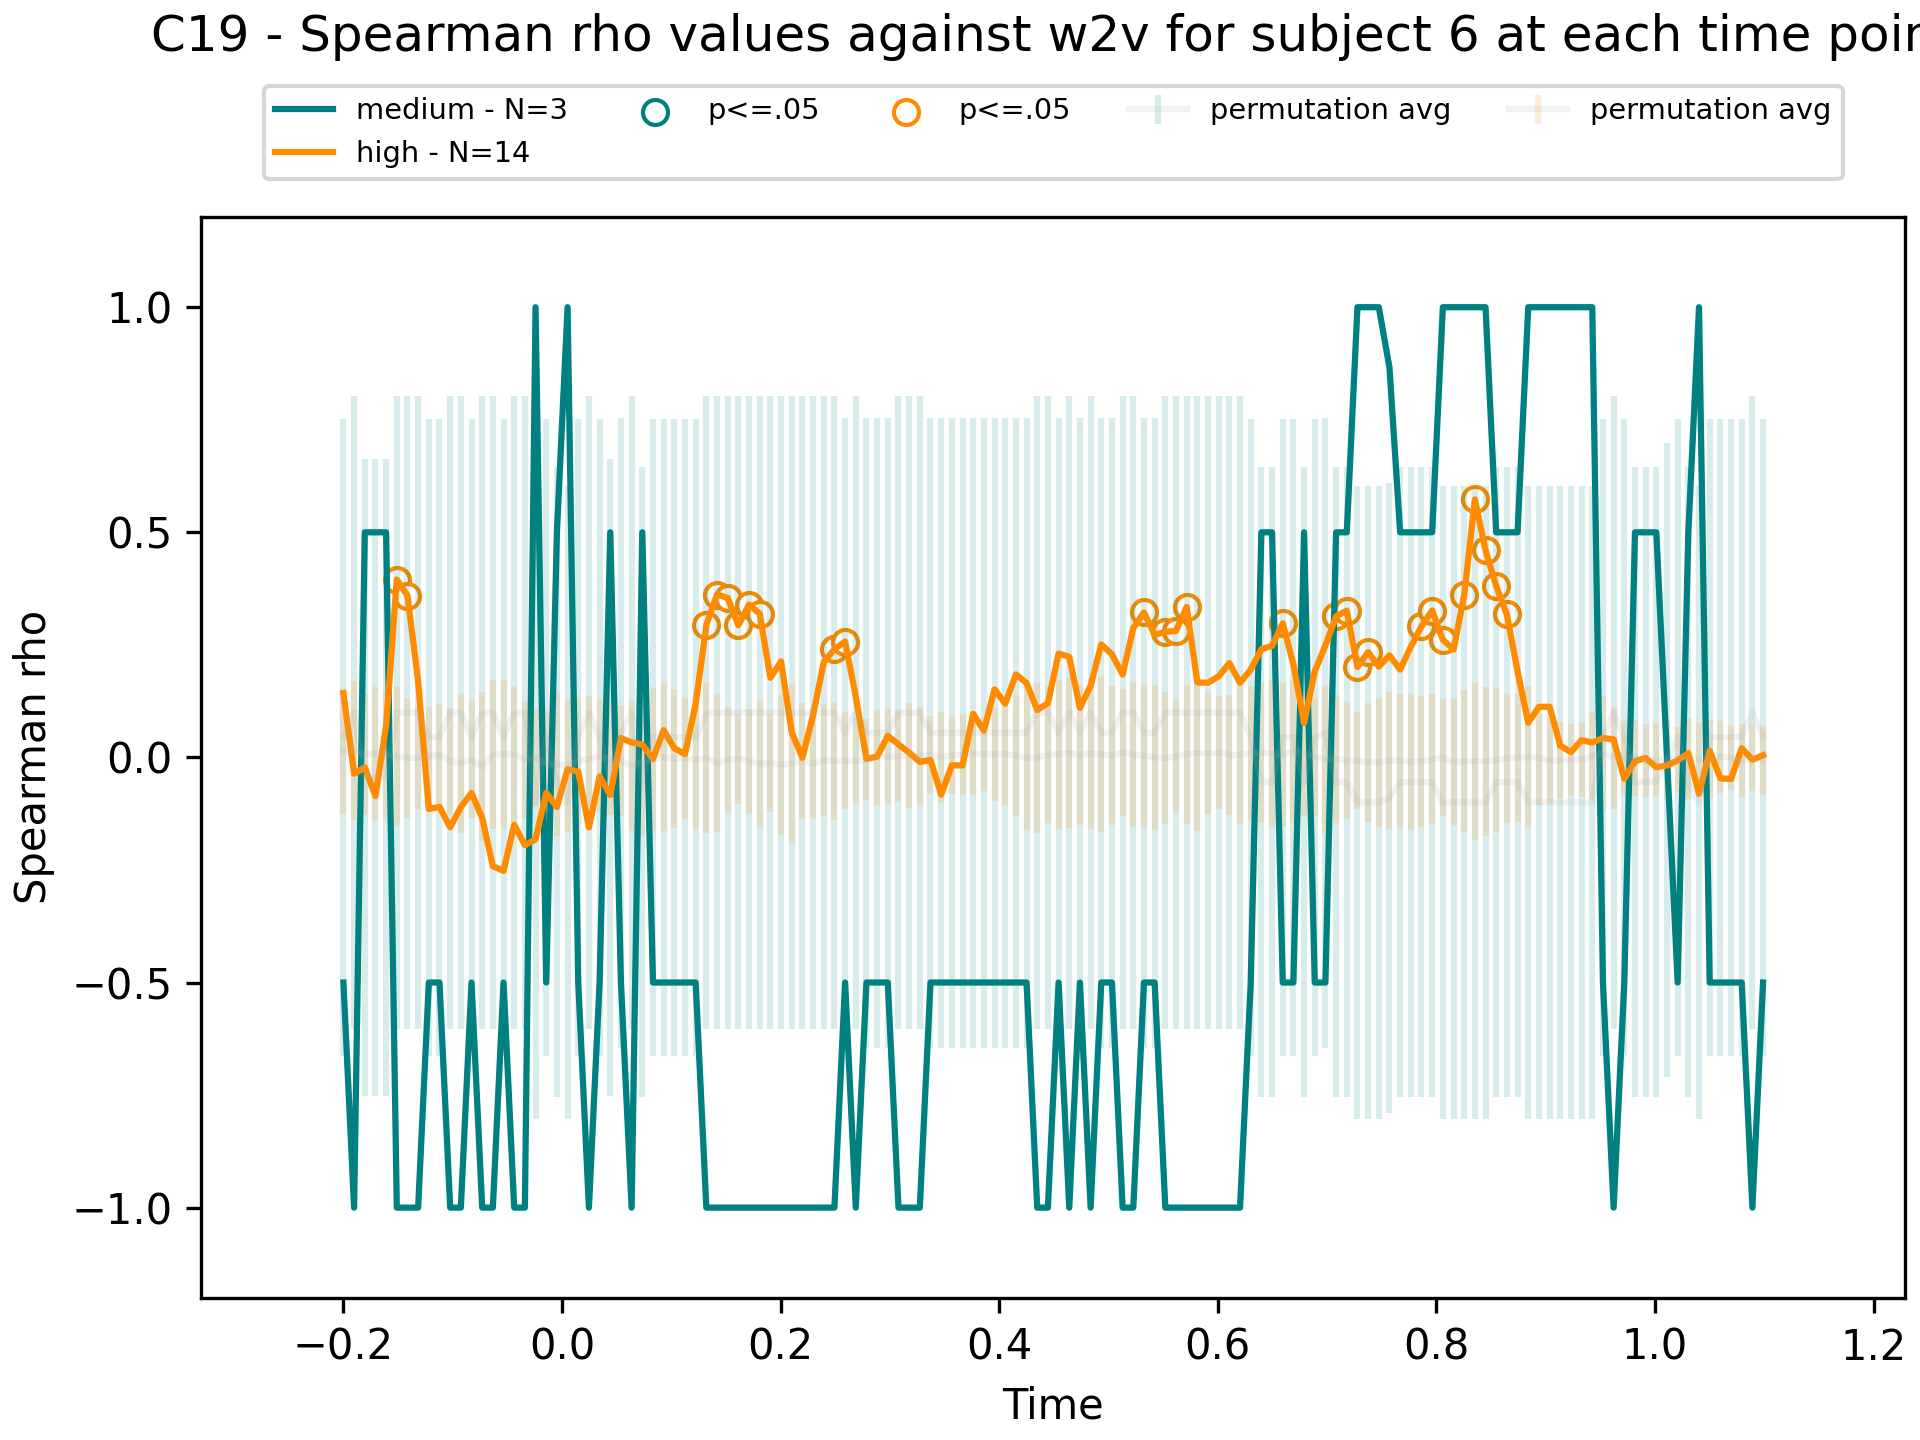 C19 - Spearman rho values against w2v for subject 6 at each time poin
medium - N=3 p<=.05 p<=.05 permutation avg permutation avg
high - N=14
1.0
0.5
0.0
−0.5
−1.0
Spearman rho
−0.2 0.0 0.2 0.4 0.6 0.8 1.0 1.2
Time